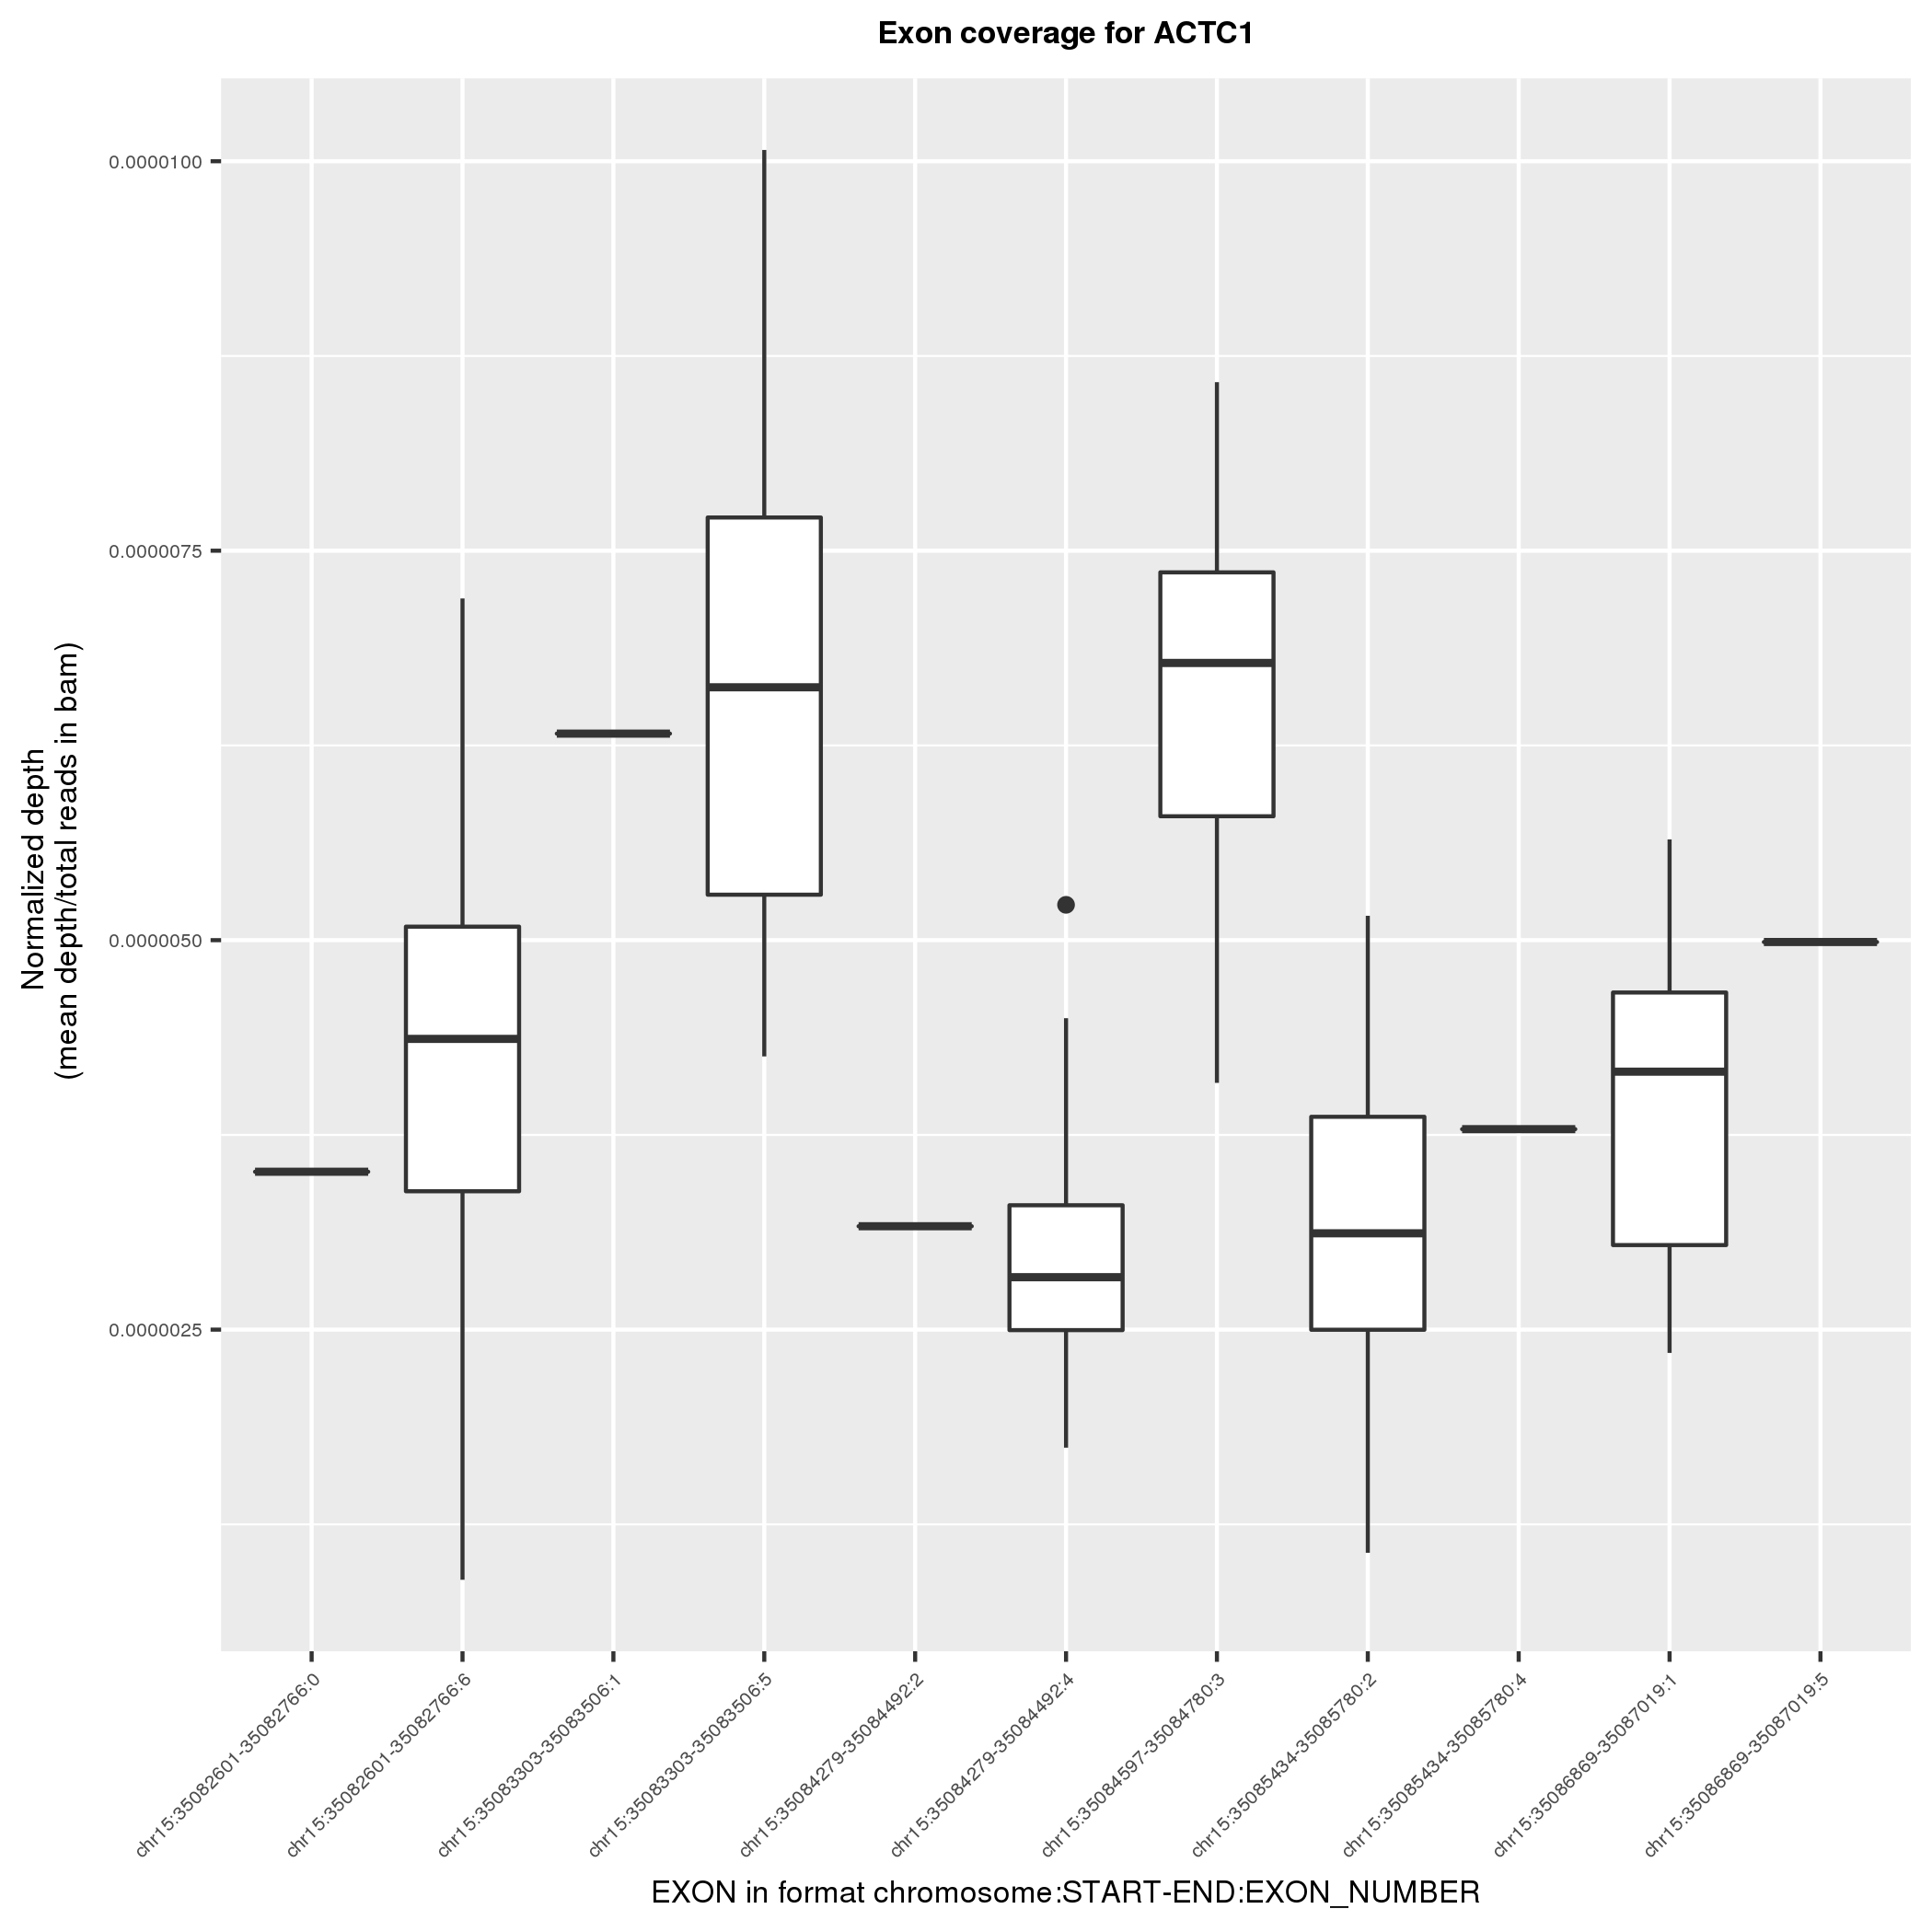 Exon coverage for ACTC1
Normalized depth
(mean depth/total reads in bam)
0.0000100
0.0000075
0.0000050
0.0000025
chr15:35082601-35082766:0
chr15:35082601-35082766:6
chr15:35083303-35083506:1
chr15:35083303-35083506:5
chr15:35084279-35084492:2
chr15:35084279-35084492:4
chr15:35084597-35084780:3
chr15:35085434-35085780:2
chr15:35085434-35085780:4
chr15:35086869-35087019:1
chr15:35086869-35087019:5
EXON in format chromosome:START-END:EXON_NUMBER